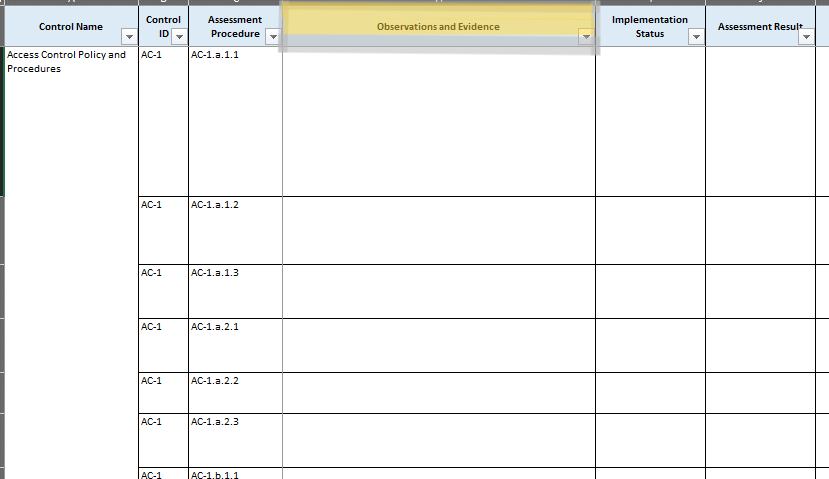 Control Name
Control
ID
Assessment
Procedure
Observations and Evidence
Implementation
Status
Assessment Result
Access Control Policy and
Procedures
AC-1
AC-1.a.1.1
AC-1
AC-1.a.1.2
AC-1
AC-1.a.1.3
AC-1
AC-1.a.2.1
AC-1
AC-1.a.2.2
AC-1
AC-1.a.2.3
AC-1
AC-1.b.1.1